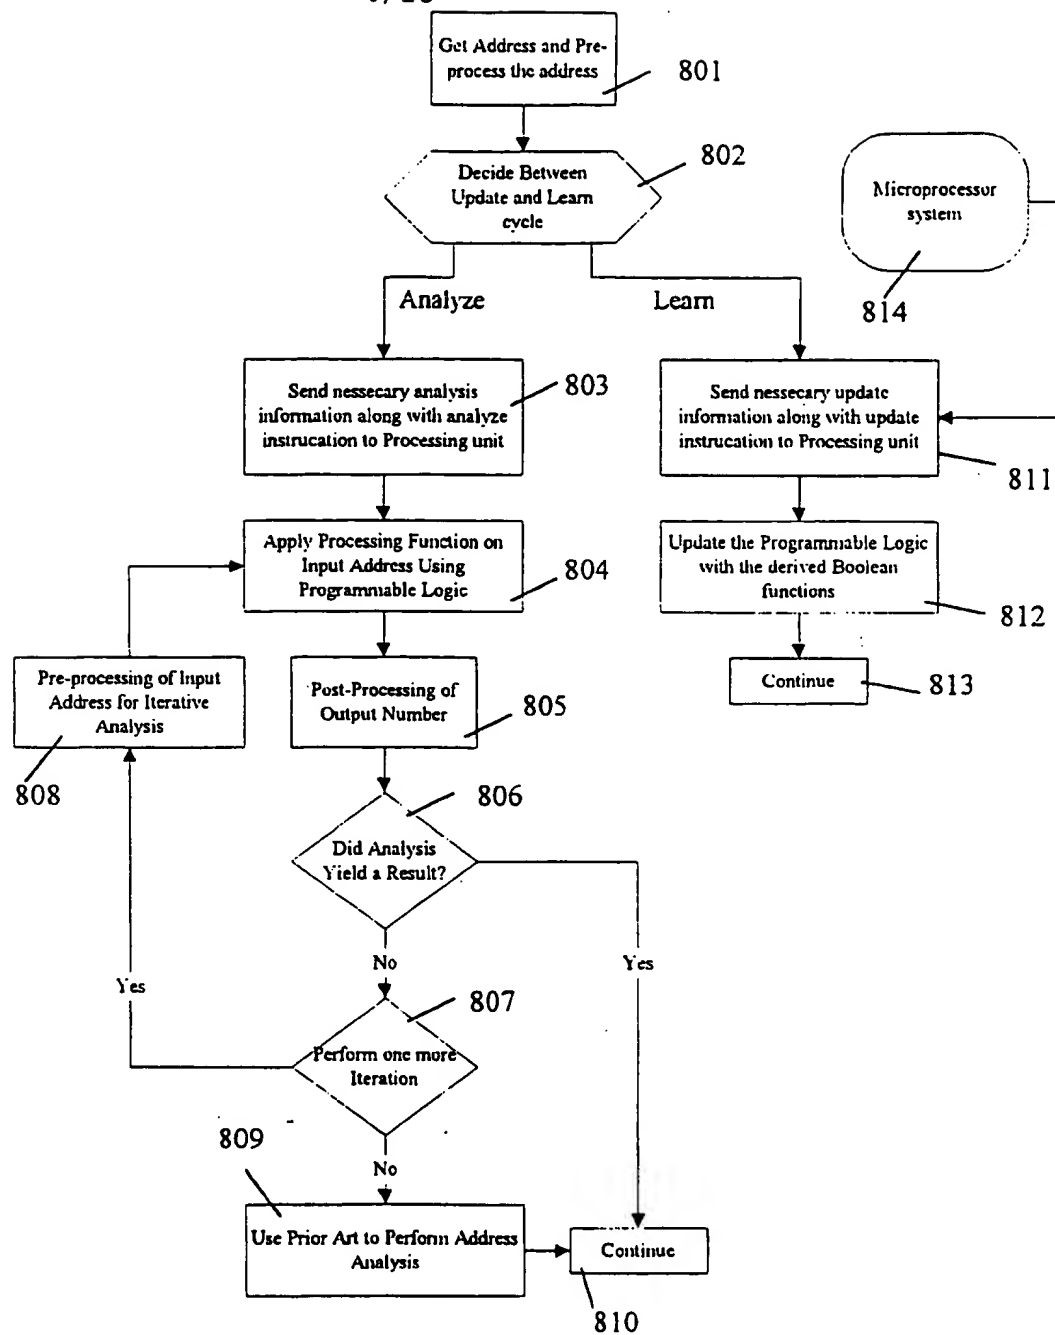 Get Address and Pre-
process the address
801
Decide Between
Update and Learn
cycle
802
Microprocessor
system
814
Analyze
Learn
Send nessecary analysis
information along with analyze
instrucation to Processing unit
803
Send nessecary update
information along with update
instrucation to Processing unit
811
Apply Processing Function on
Input Address Using
Programmable Logic
804
Update the Programmable Logic
with the derived Boolean
functions
812
Pre-processing of Input
Address for Iterative
Analysis
808
Post-Processing of
Output Number
805
Continue
813
806
Did Analysis
Yield a Result?
No
Yes
Yes
807
Perform one more
Iteration
809
No
Use Prior Art to Perform Address
Analysis
Continue
810